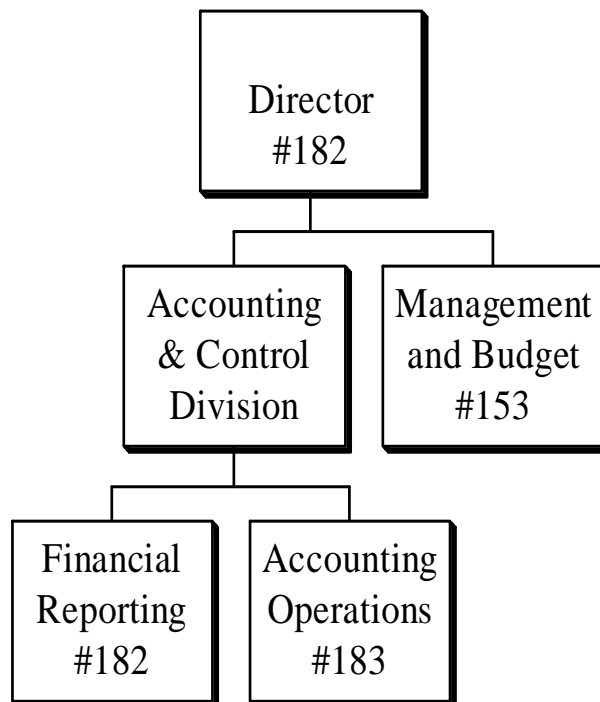 Director
#182
Accounting
& Control
Division
Management
and Budget
#153
Financial
Reporting
#182
Accounting
Operations
#183